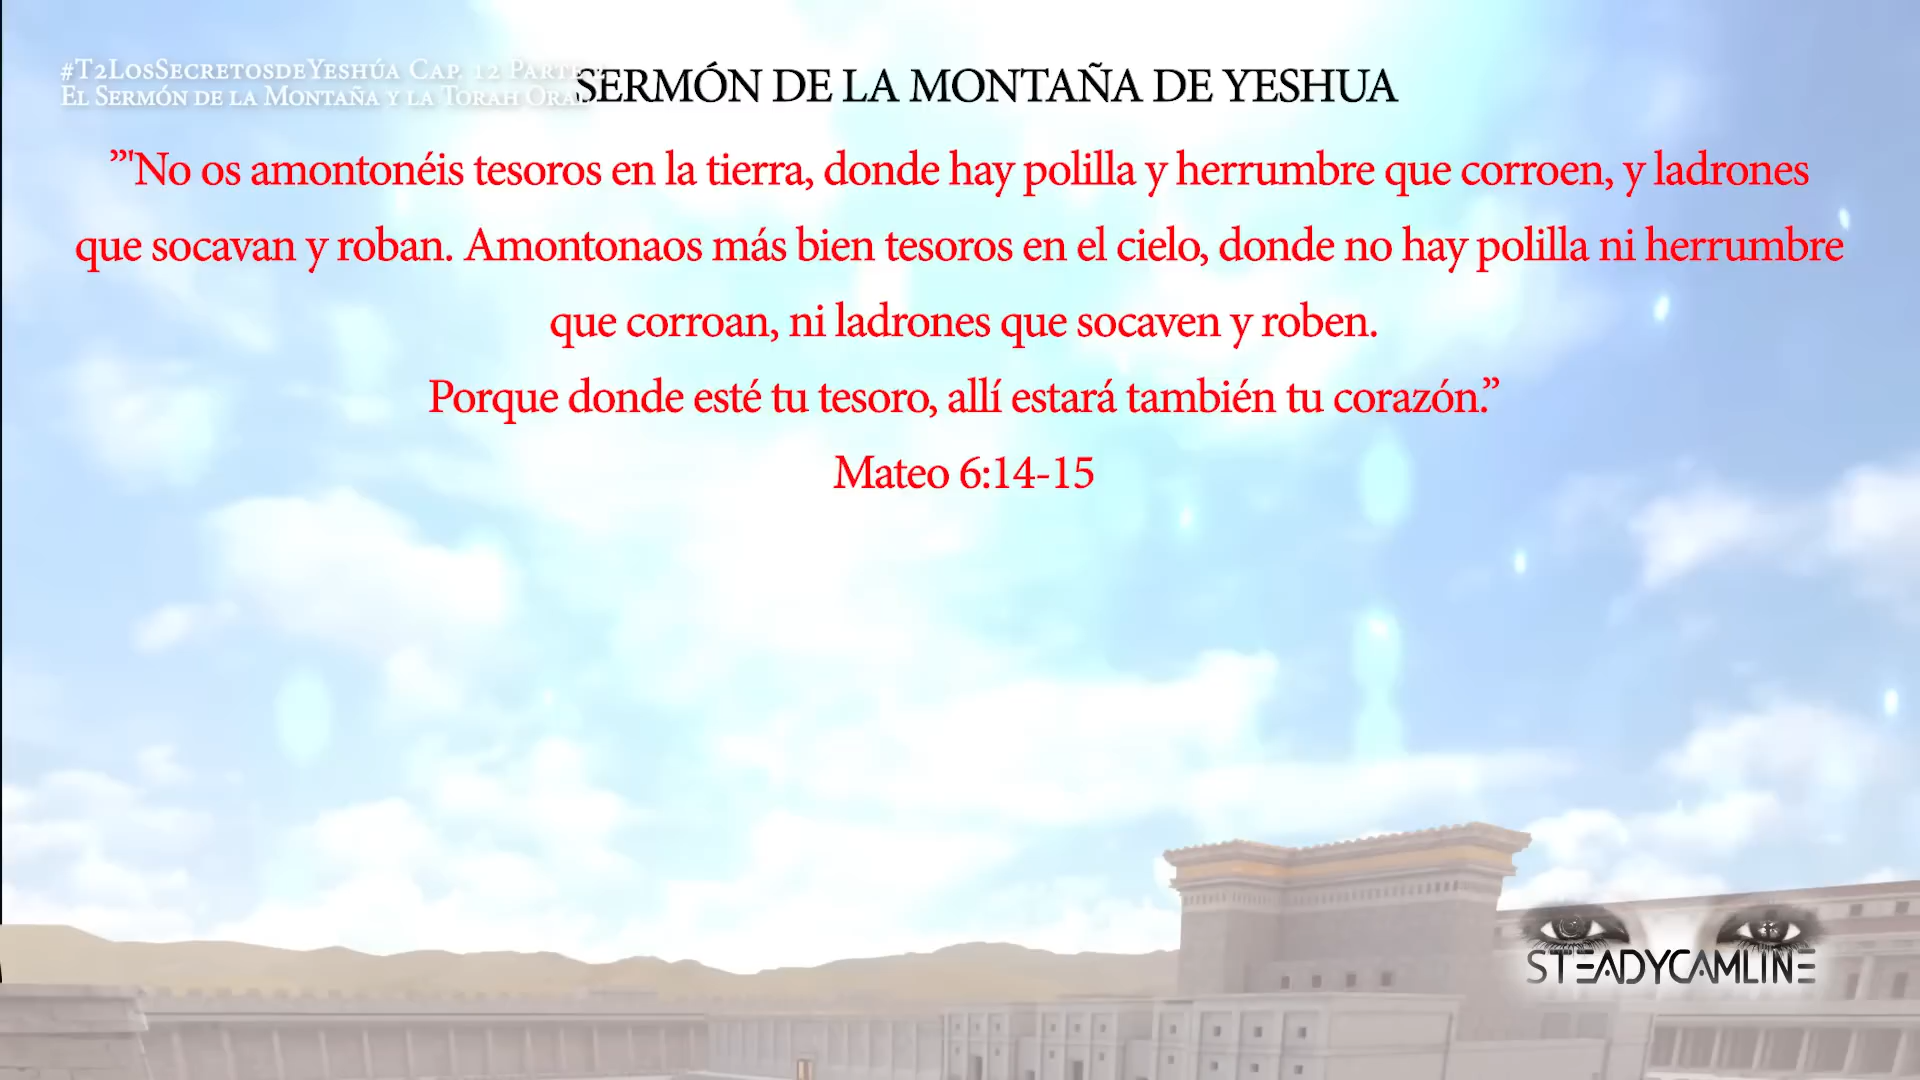 #T2LosSecretosdeYeshúa Cap. 12 Parte
El Sermón de la Montaña y la Torah Oral
SERMÓN DE LA MONTAÑA DE YESHUA
”'No os amontonéis tesoros en la tierra, donde hay polilla y herrumbre que corroen, y ladrones
que socavan y roban. Amontonaos más bien tesoros en el cielo, donde no hay polilla ni herrumbre
que corroan, ni ladrones que socaven y roben.
Porque donde esté tu tesoro, allí estará también tu corazón.”
Mateo 6:14-15
STEADYCAMLINE